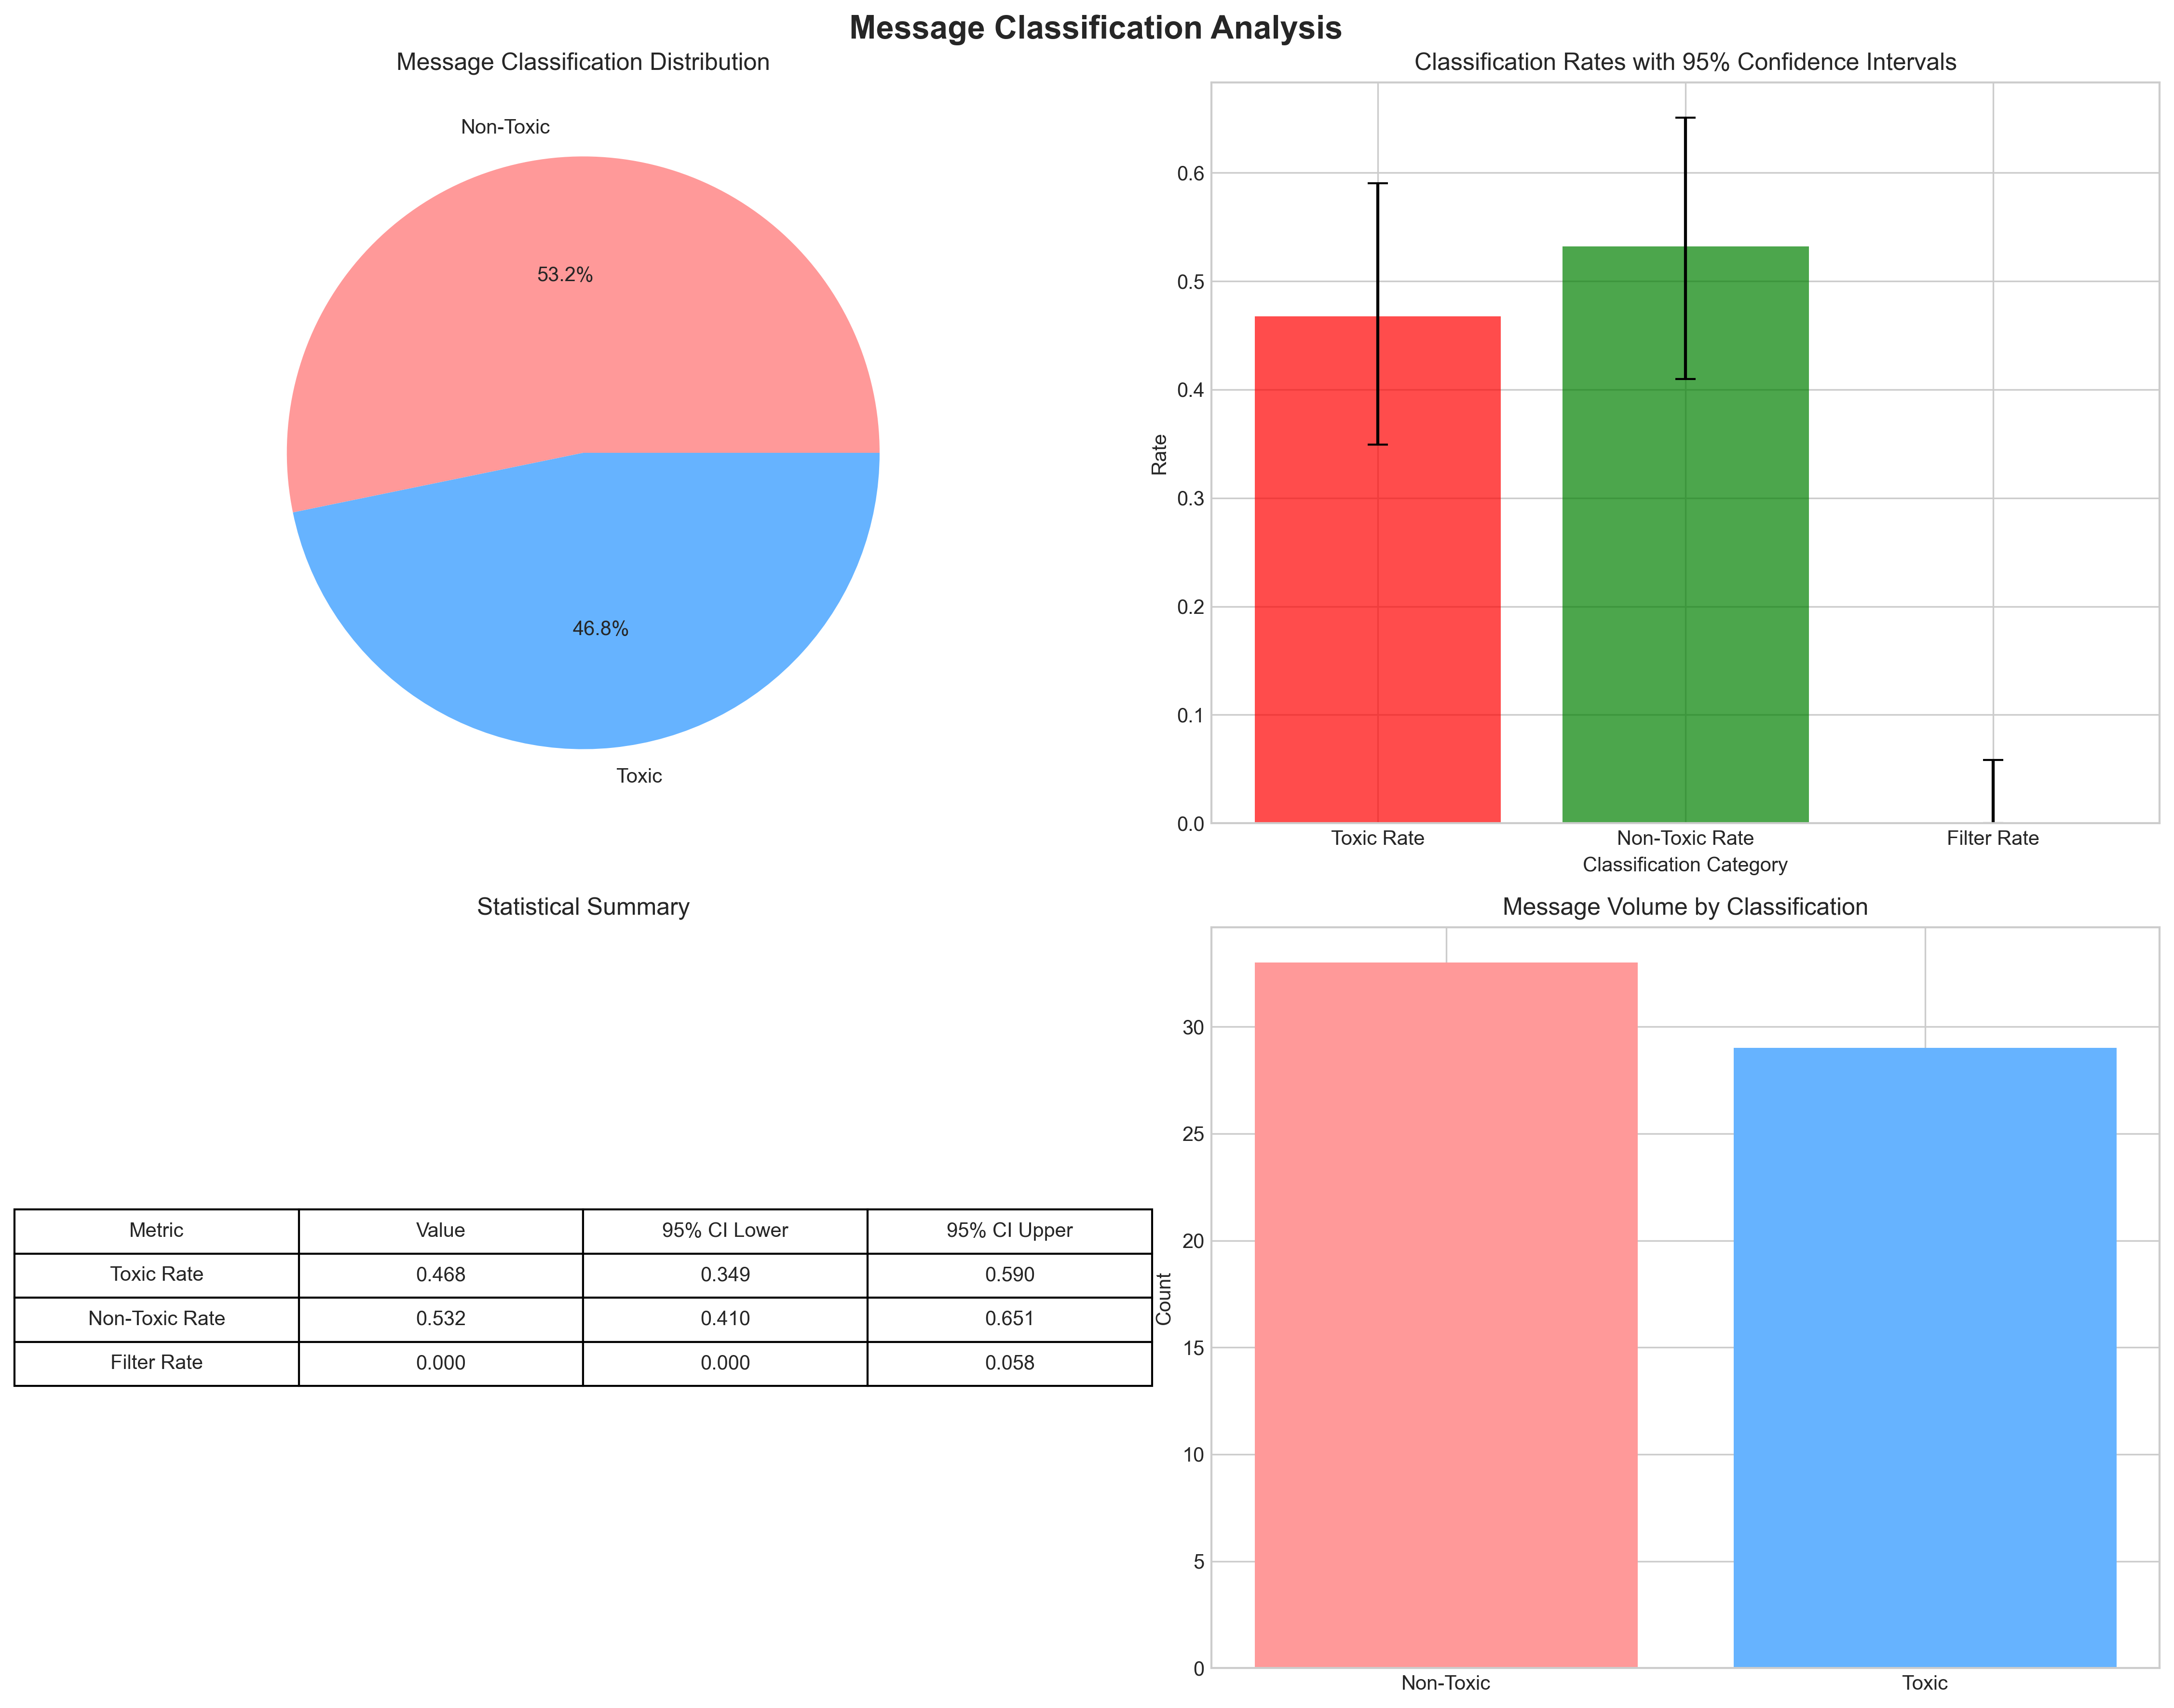 Message Classification Analysis
Message Classification Distribution
Non-Toxic
53.2%
46.8%
Toxic
Classification Rates with 95% Confidence Intervals
Rate
0.6
0.5
0.4
0.3
0.2
0.1
0.0
Toxic Rate Non-Toxic Rate Filter Rate
Classification Category
Statistical Summary
Metric Value 95% CI Lower 95% CI Upper
Toxic Rate 0.468 0.349 0.590
Non-Toxic Rate 0.532 0.410 0.651
Filter Rate 0.000 0.000 0.058
Message Volume by Classification
Count
30
25
20
15
10
5
0
Non-Toxic Toxic